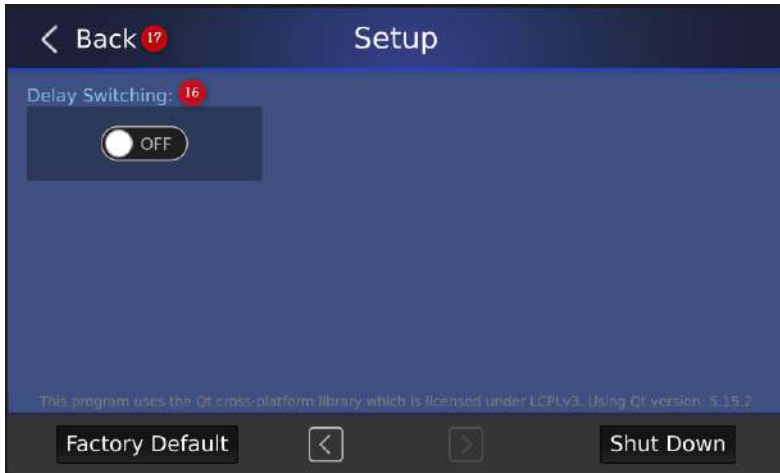 Back 17
Setup
Delay Switching: 16
OFF
This program uses the Qt cross-platform library which is licensed under LCPLv3. Using Qt version: 5.15.2
Factory Default
Shut Down